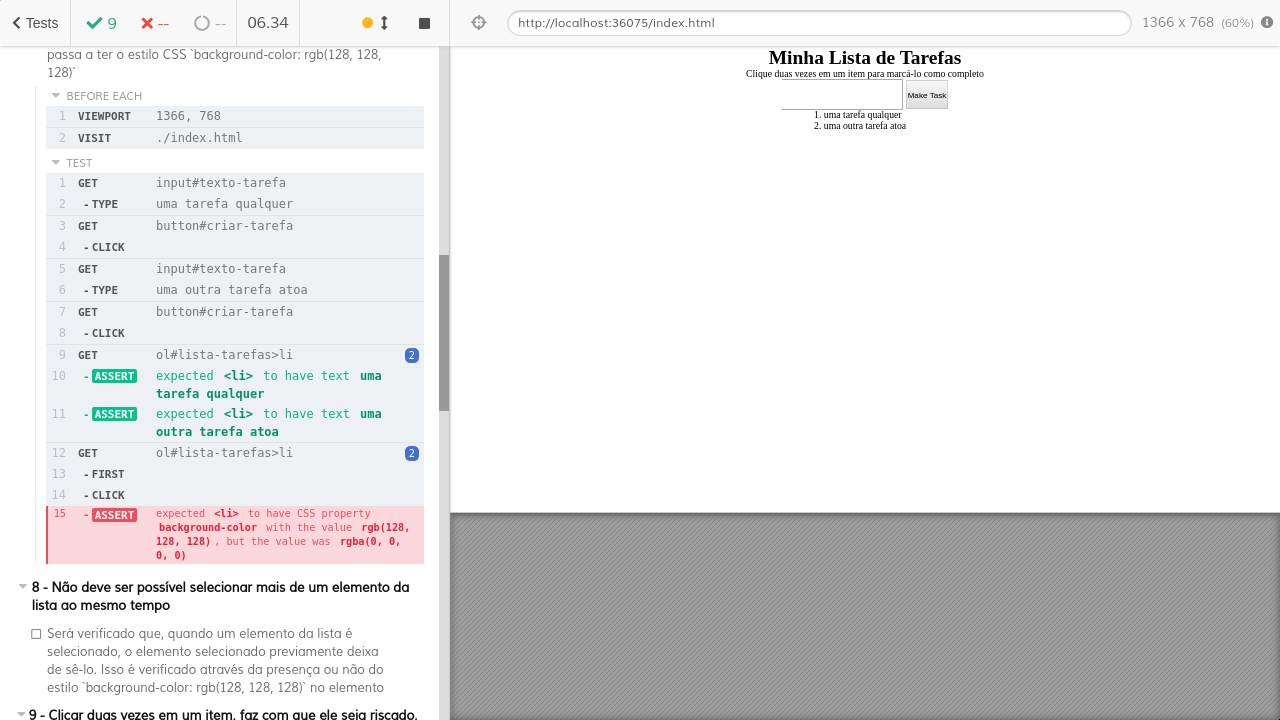 Tests
9
--
--
06.34
http://localhost:36075/index.html
1366 x 768 (60%)
passa a ter o estilo CSS `background-color: rgb(128, 128,
128)`
BEFORE EACH
1 VIEWPORT 1366, 768
2 VISIT ./index.html
TEST
1 GET input#texto-tarefa
2 -TYPE uma tarefa qualquer
3 GET button#criar-tarefa
4 -CLICK
5 GET input#texto-tarefa
6 -TYPE uma outra tarefa atoa
7 GET button#criar-tarefa
8 -CLICK
9 GET ol#lista-tarefas>li 2
10 -ASSERT expected <li> to have text uma
tarefa qualquer
11 -ASSERT expected <li> to have text uma
outra tarefa atoa
12 GET ol#lista-tarefas>li 2
13 -FIRST
14 -CLICK
15 -ASSERT expected <li> to have CSS property
background-color with the value rgb(128,
128, 128), but the value was rgba(0, 0,
0, 0)
8 - Não deve ser possível selecionar mais de um elemento da
lista ao mesmo tempo
Será verificado que, quando um elemento da lista é
selecionado, o elemento selecionado previamente deixa
de sê-lo. Isso é verificado através da presença ou não do
estilo `background-color: rgb(128, 128, 128)` no elemento
9 - Clicar duas vezes em um item, faz com que ele seja riscado,
Minha Lista de Tarefas
Clique duas vezes em um item para marcá-lo como completo
Make Task
1. uma tarefa qualquer
2. uma outra tarefa atoa